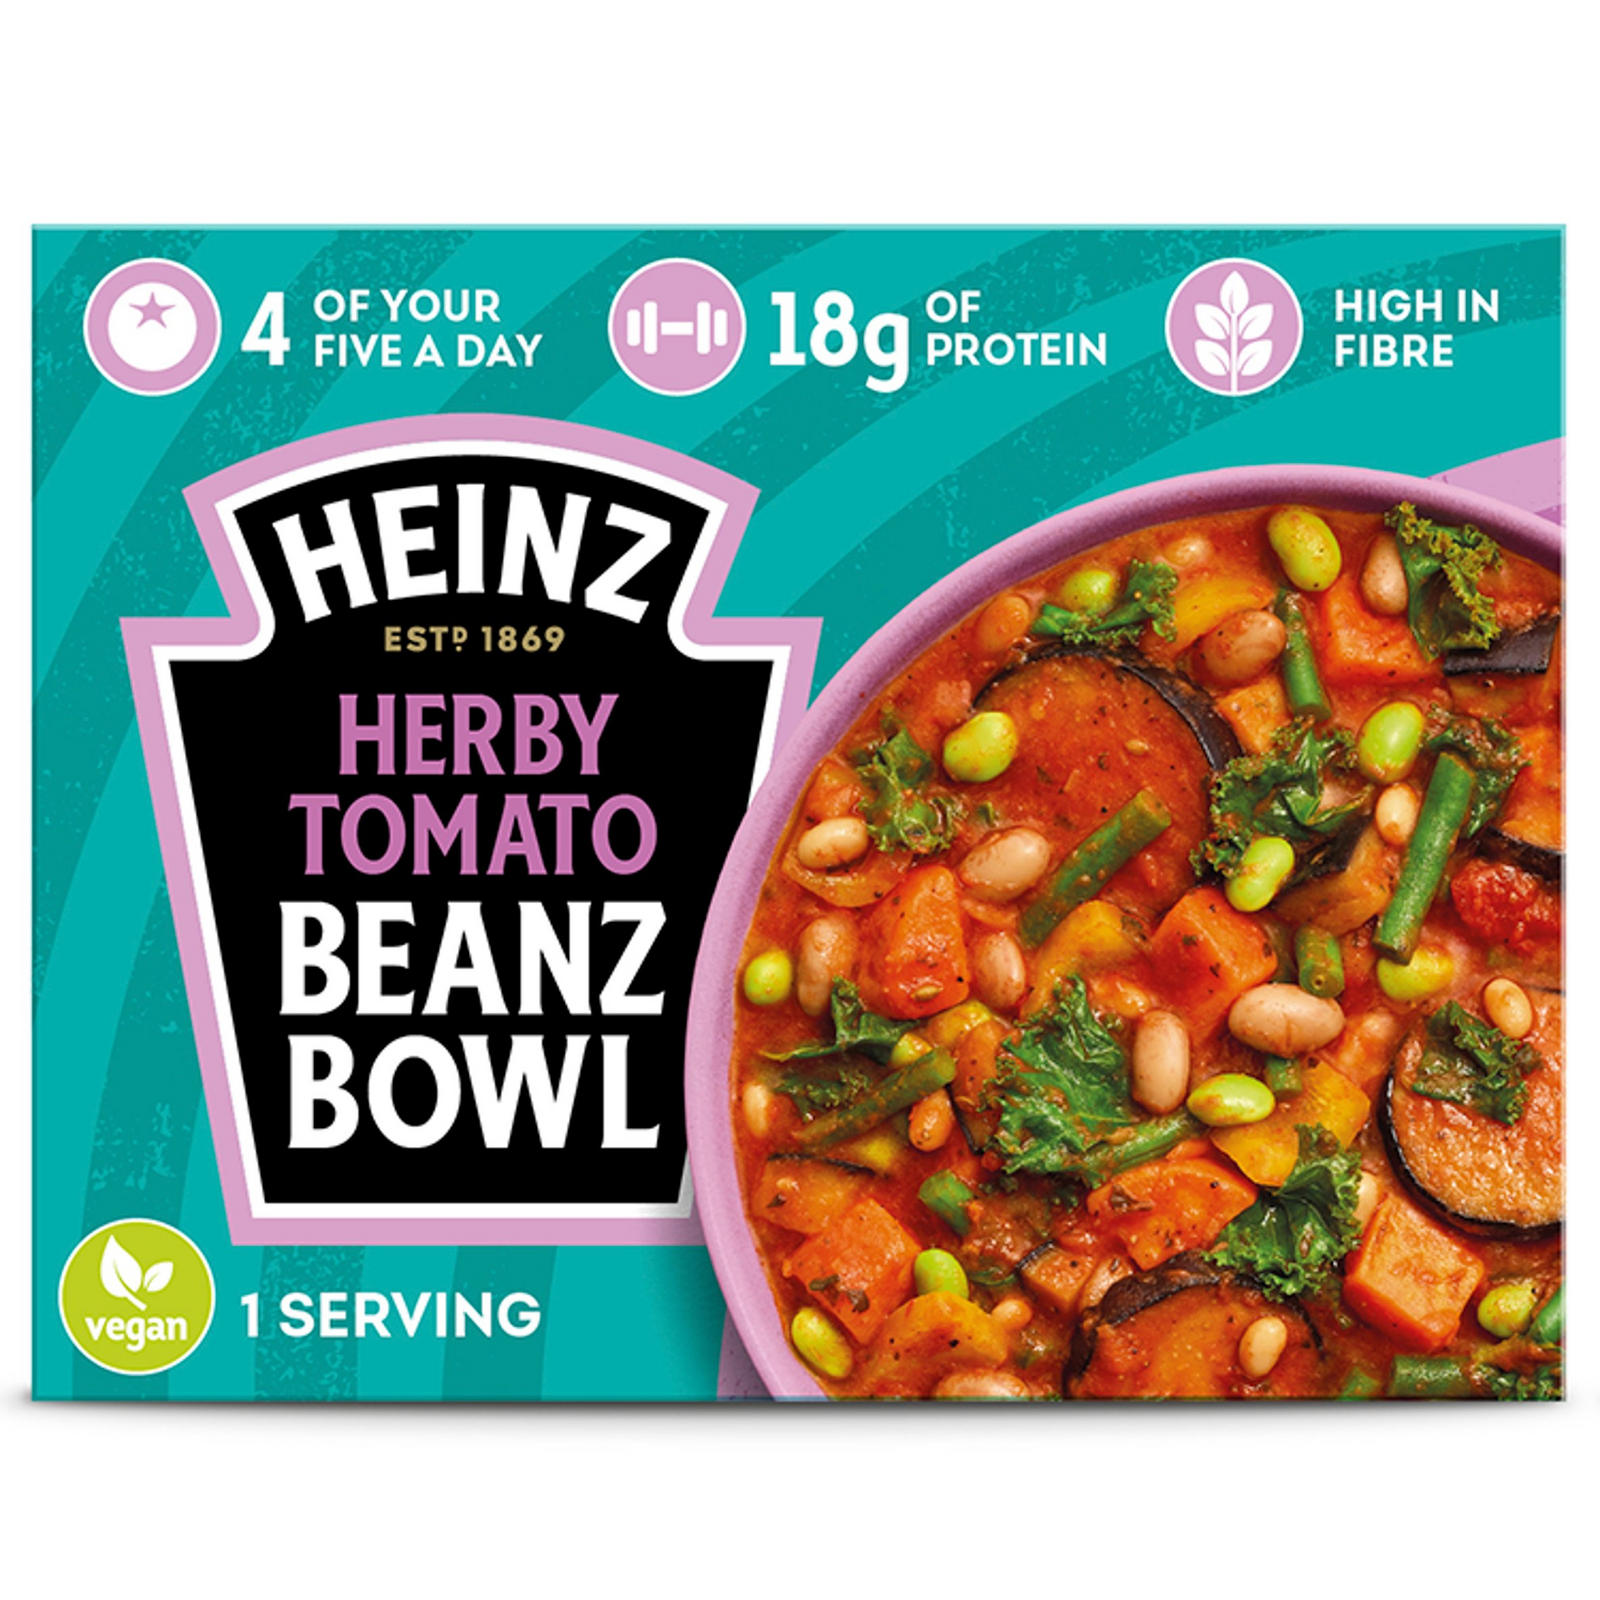 4 OF YOUR
FIVE A DAY
18g OF
PROTEIN
HIGH IN
FIBRE
HEINZ
ESTD 1869
HERBY
TOMATO
BEANZ
BOWL
vegan
1 SERVING